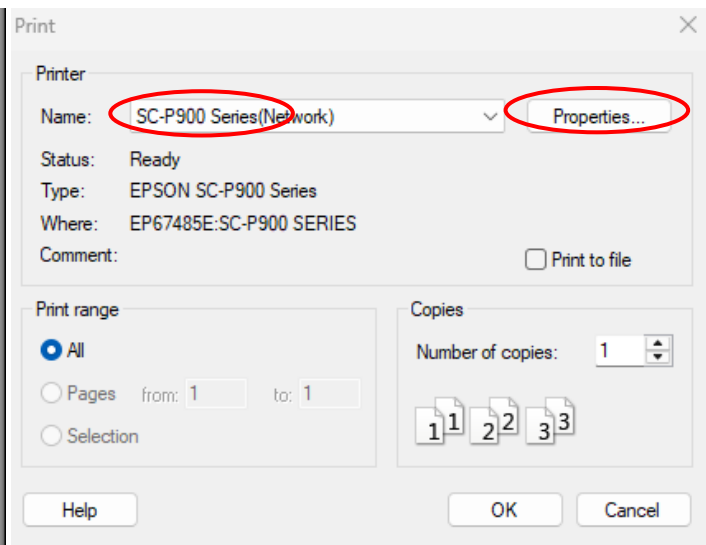 Print
Printer
Name: SC-P900 Series(Network) Properties...
Status: Ready
Type: EPSON SC-P900 Series
Where: EP67485E:SC-P900 SERIES
Comment: Print to file
Print range
All
Pages from: 1 to: 1
Selection
Copies
Number of copies: 1
1 1 2 2 3 3
Help OK Cancel